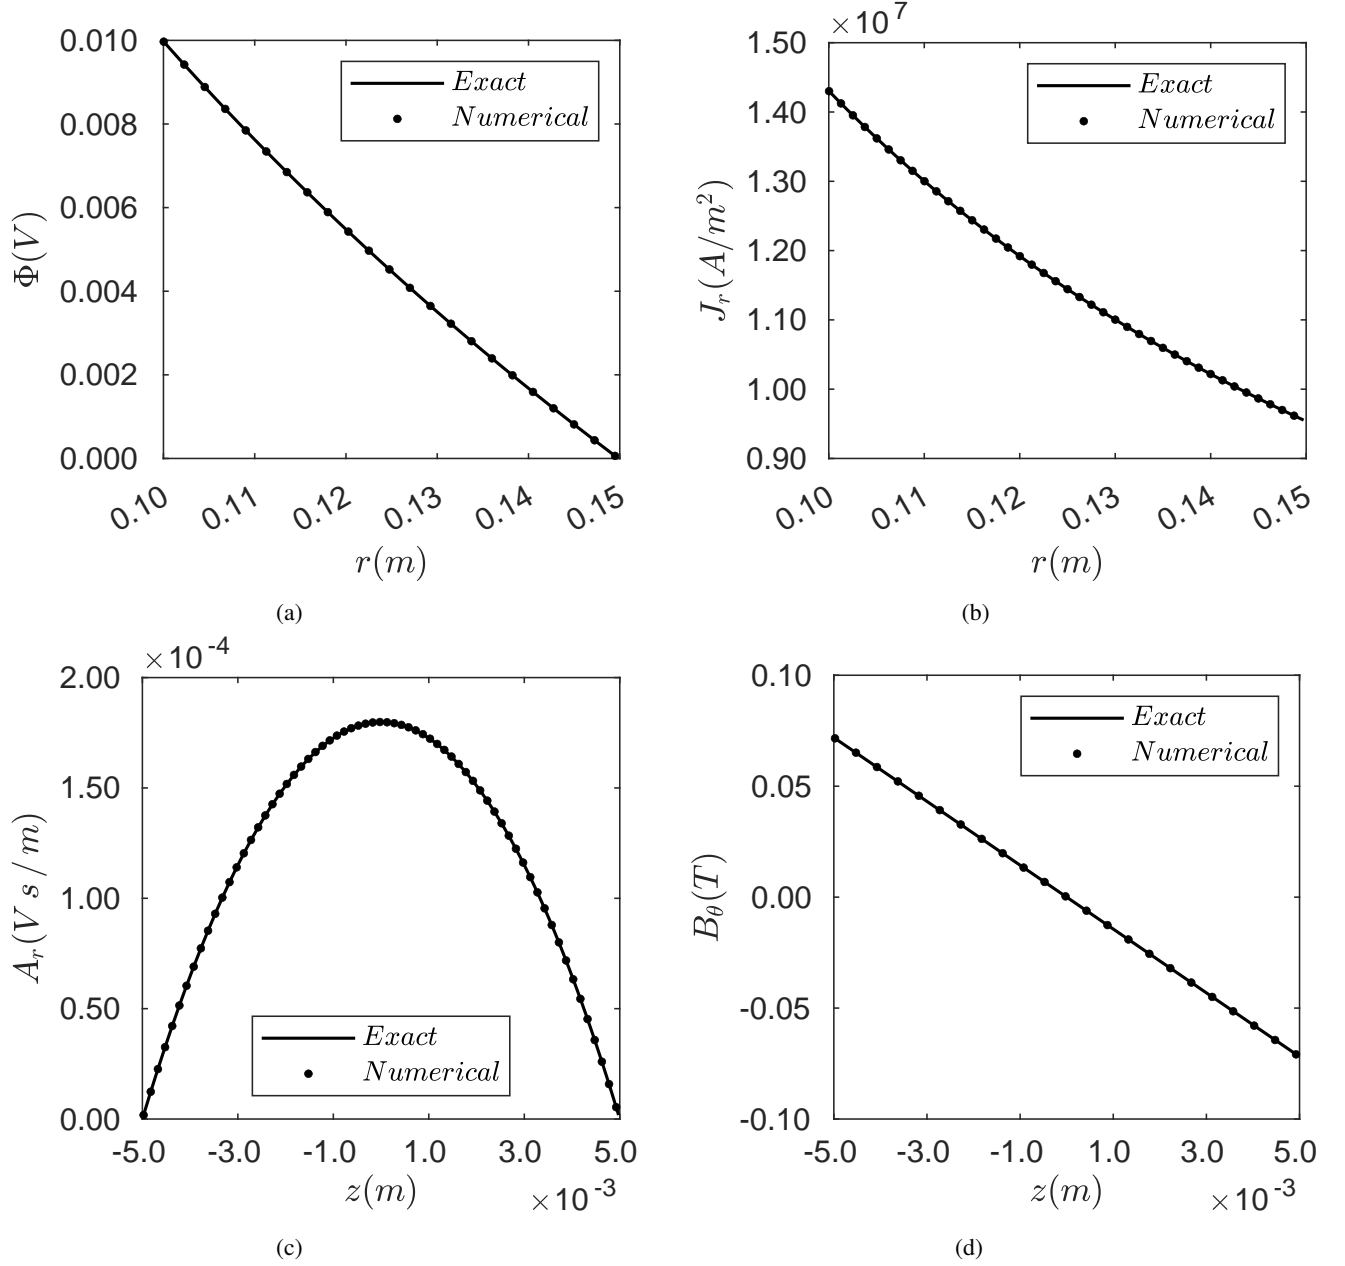 0.010
0.008
0.006
0.004
0.002
0.000
Φ(V)
Exact
Numerical
0.10 0.11 0.12 0.13 0.14 0.15
r(m)
(a)
×10^7
1.50
1.40
1.30
1.20
1.10
1.00
0.90
J_r(A/m^2)
Exact
Numerical
0.10 0.11 0.12 0.13 0.14 0.15
r(m)
(b)
×10^-4
2.00
1.50
1.00
0.50
0.00
A_r(V s / m)
Exact
Numerical
-5.0 -3.0 -1.0 1.0 3.0 5.0
z(m)
×10^-3
(c)
0.10
0.05
0.00
-0.05
-0.10
B_θ(T)
Exact
Numerical
-5.0 -3.0 -1.0 1.0 3.0 5.0
z(m)
×10^-3
(d)